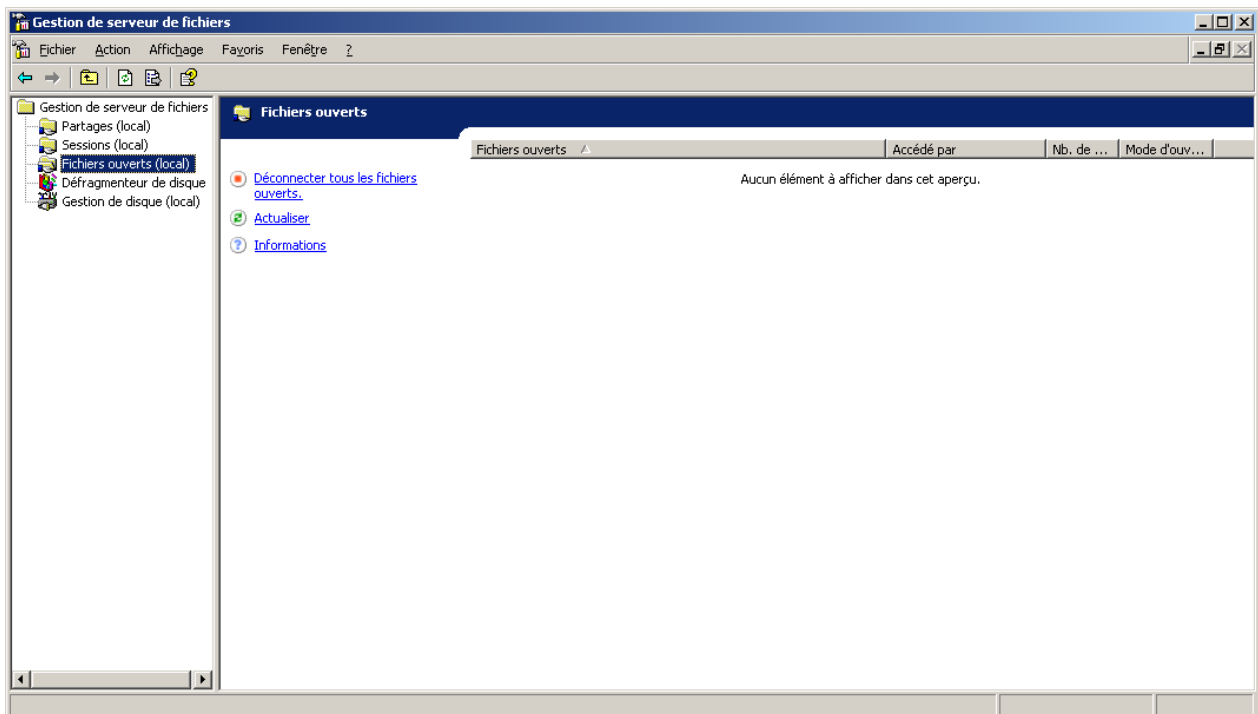 Gestion de serveur de fichiers
Fichier Action Affichage Favoris Fenêtre ?
Gestion de serveur de fichiers
Partages (local)
Sessions (local)
Fichiers ouverts (local)
Défragmenteur de disque
Gestion de disque (local)
Fichiers ouverts
Déconnecter tous les fichiers
ouverts.
Actualiser
Informations
Fichiers ouverts Accédé par Nb. de ... Mode d'ouv...
Aucun élément à afficher dans cet aperçu.